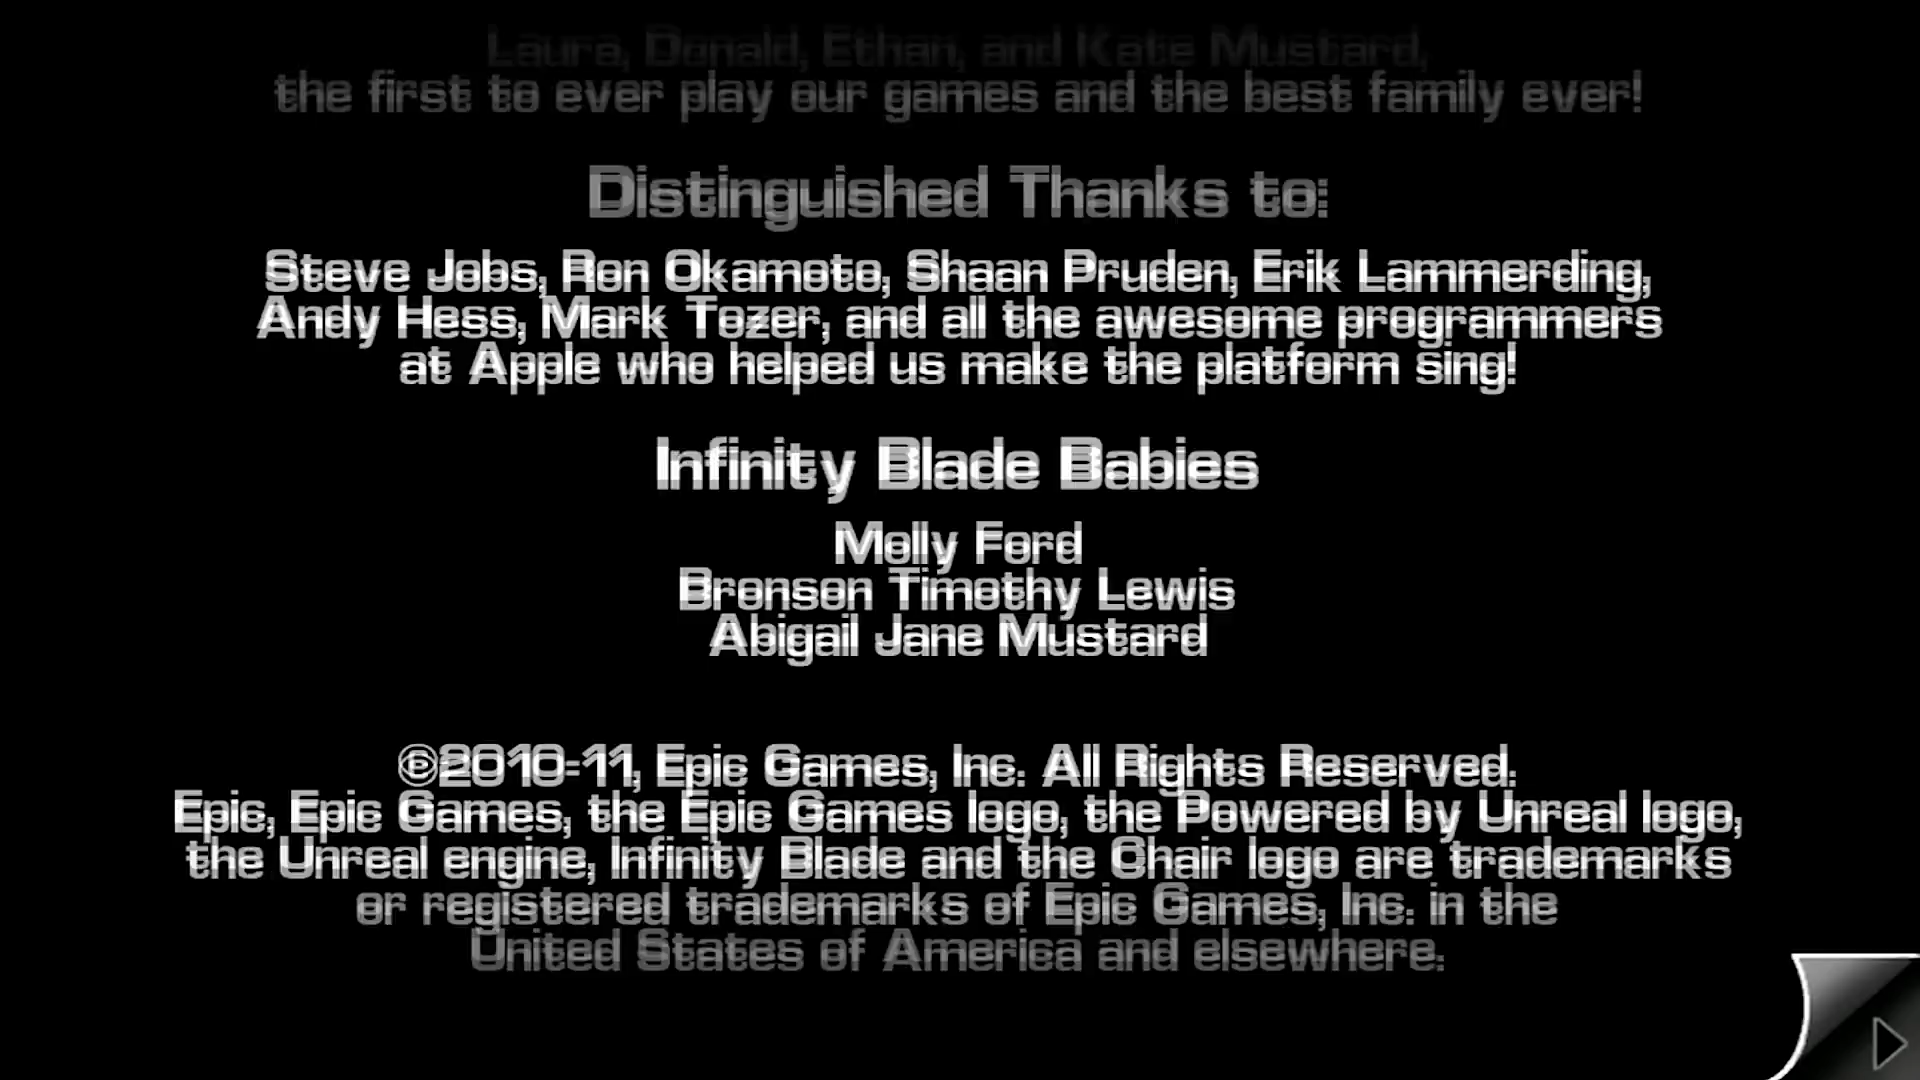 Laura, Donald, Ethan, and Kate Mustard,
the first to ever play our games and the best family ever!
Distinguished Thanks to:
Steve Jobs, Ron Okamoto, Shaan Pruden, Erik Lammerding,
Andy Hess, Mark Tozer, and all the awesome programmers
at Apple who helped us make the platform sing!
Infinity Blade Babies
Molly Ford
Bronson Timothy Lewis
Abigail Jane Mustard
©2010-11, Epic Games, Inc. All Rights Reserved.
Epic, Epic Games, the Epic Games logo, the Powered by Unreal logo,
the Unreal engine, Infinity Blade and the Chair logo are trademarks
or registered trademarks of Epic Games, Inc. in the
United States of America and elsewhere.